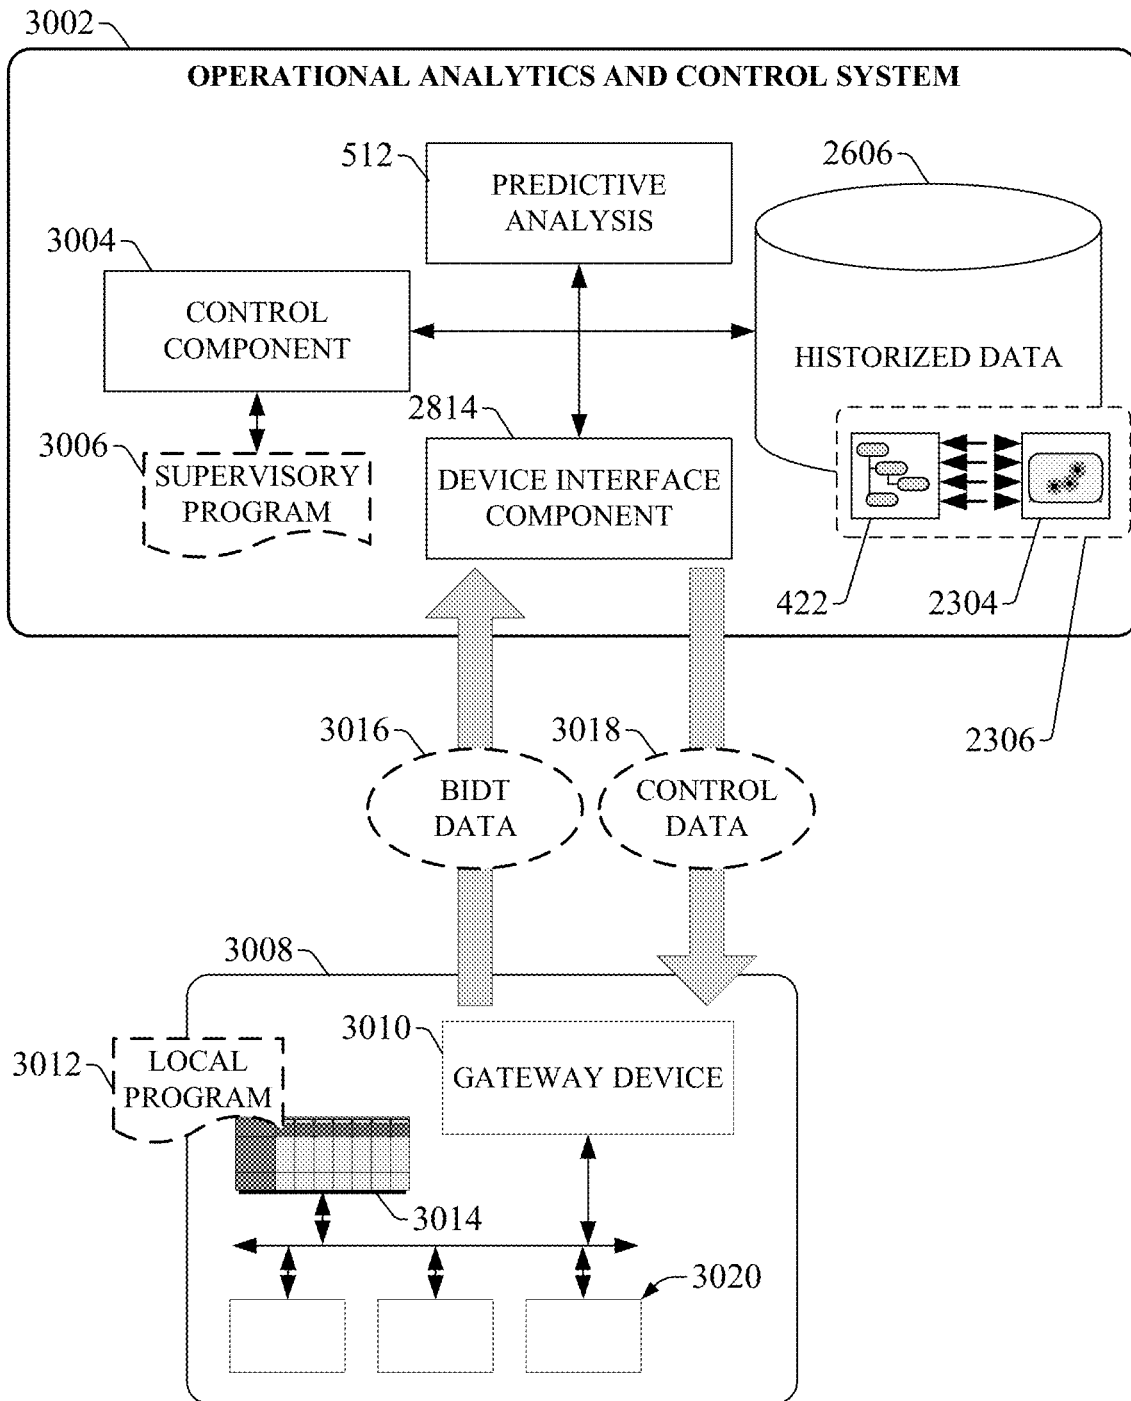 3002
OPERATIONAL ANALYTICS AND CONTROL SYSTEM
512
PREDICTIVE
ANALYSIS
2606
3004
CONTROL
COMPONENT
HISTORIZED DATA
2814
3006
SUPERVISORY
PROGRAM
DEVICE INTERFACE
COMPONENT
422
2304
2306
3016
BIDT
DATA
3018
CONTROL
DATA
3008
3010
GATEWAY DEVICE
3012
LOCAL
PROGRAM
3014
3020